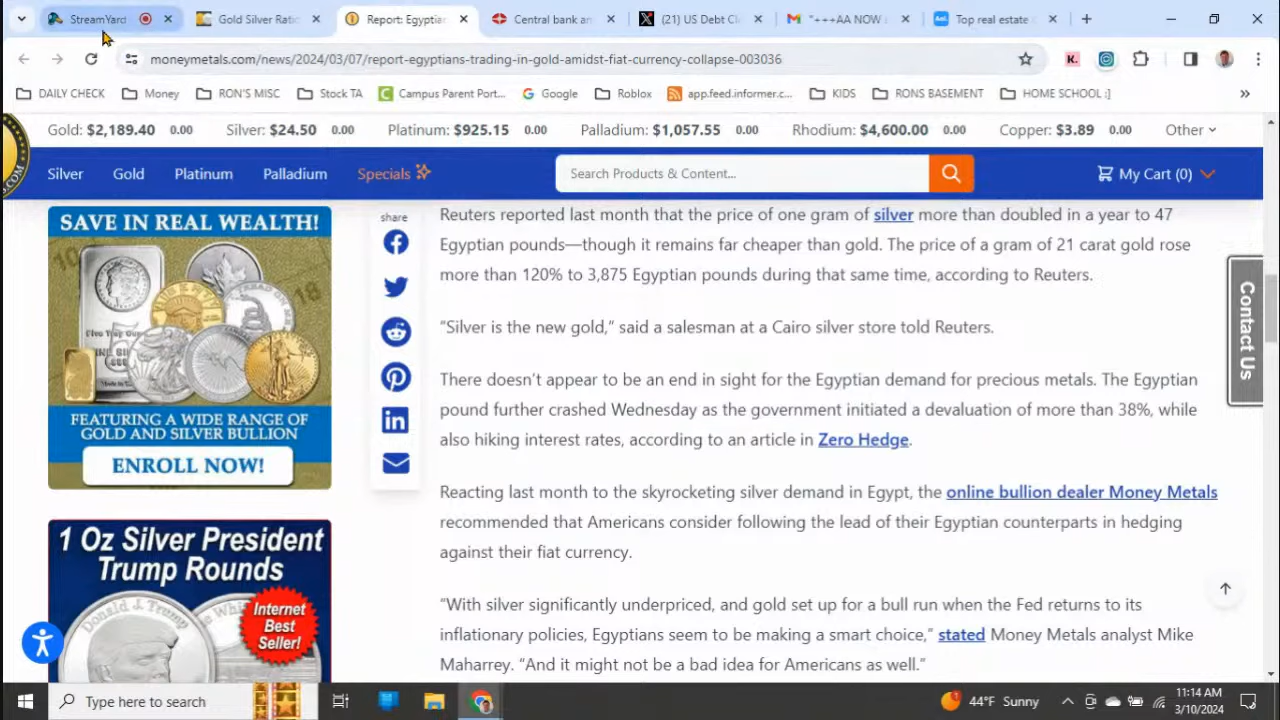 StreamYard
Gold Silver Ratio
Report: Egyptian
Central bank an
(21) US Debt Cl
"+++AA NOW
Top real estate
moneymetals.com/news/2024/03/07/report-egyptians-trading-in-gold-amidst-fiat-currency-collapse-003036
DAILY CHECK
Money
RON'S MISC
Stock TA
Campus Parent Port...
Google
Roblox
app.feed.informer.c...
KIDS
RONS BASEMENT
HOME SCHOOL :]
Gold: $2,189.40 0.00 Silver: $24.50 0.00 Platinum: $925.15 0.00 Palladium: $1,057.55 0.00 Rhodium: $4,600.00 0.00 Copper: $3.89 0.00 Other
Silver Gold Platinum Palladium Specials
Search Products & Content...
My Cart (0)
SAVE IN REAL WEALTH!
FEATURING A WIDE RANGE OF
GOLD AND SILVER BULLION
ENROLL NOW!
1 Oz Silver President
Trump Rounds
Internet
Best
Seller!
share
Reuters reported last month that the price of one gram of silver more than doubled in a year to 47
Egyptian pounds—though it remains far cheaper than gold. The price of a gram of 21 carat gold rose
more than 120% to 3,875 Egyptian pounds during that same time, according to Reuters.
“Silver is the new gold,” said a salesman at a Cairo silver store told Reuters.
There doesn’t appear to be an end in sight for the Egyptian demand for precious metals. The Egyptian
pound further crashed Wednesday as the government initiated a devaluation of more than 38%, while
also hiking interest rates, according to an article in Zero Hedge.
Reacting last month to the skyrocketing silver demand in Egypt, the online bullion dealer Money Metals
recommended that Americans consider following the lead of their Egyptian counterparts in hedging
against their fiat currency.
“With silver significantly underpriced, and gold set up for a bull run when the Fed returns to its
inflationary policies, Egyptians seem to be making a smart choice,” stated Money Metals analyst Mike
Maharrey. “And it might not be a bad idea for Americans as well.”
Contact Us
Type here to search
44°F Sunny
11:14 AM
3/10/2024